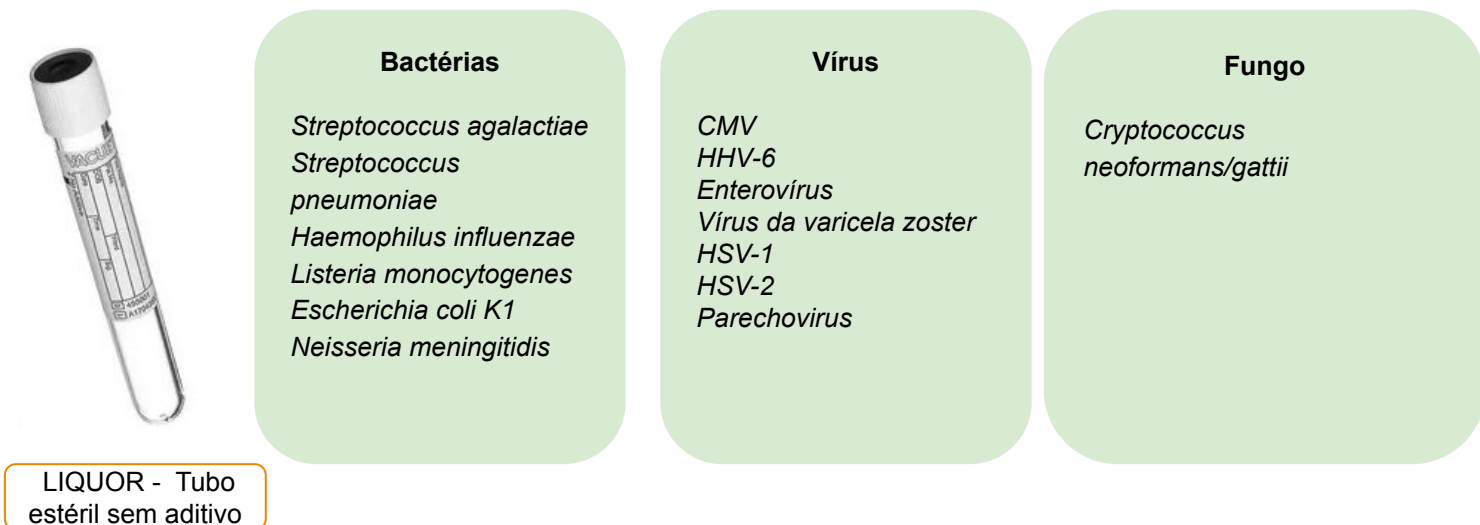 Bactérias
Streptococcus agalactiae
Streptococcus
pneumoniae
Haemophilus influenzae
Listeria monocytogenes
Escherichia coli K1
Neisseria meningitidis
Vírus
CMV
HHV-6
Enterovírus
Vírus da varicela zoster
HSV-1
HSV-2
Parechovirus
Fungo
Cryptococcus
neoformans/gattii
LIQUOR - Tubo
estéril sem aditivo